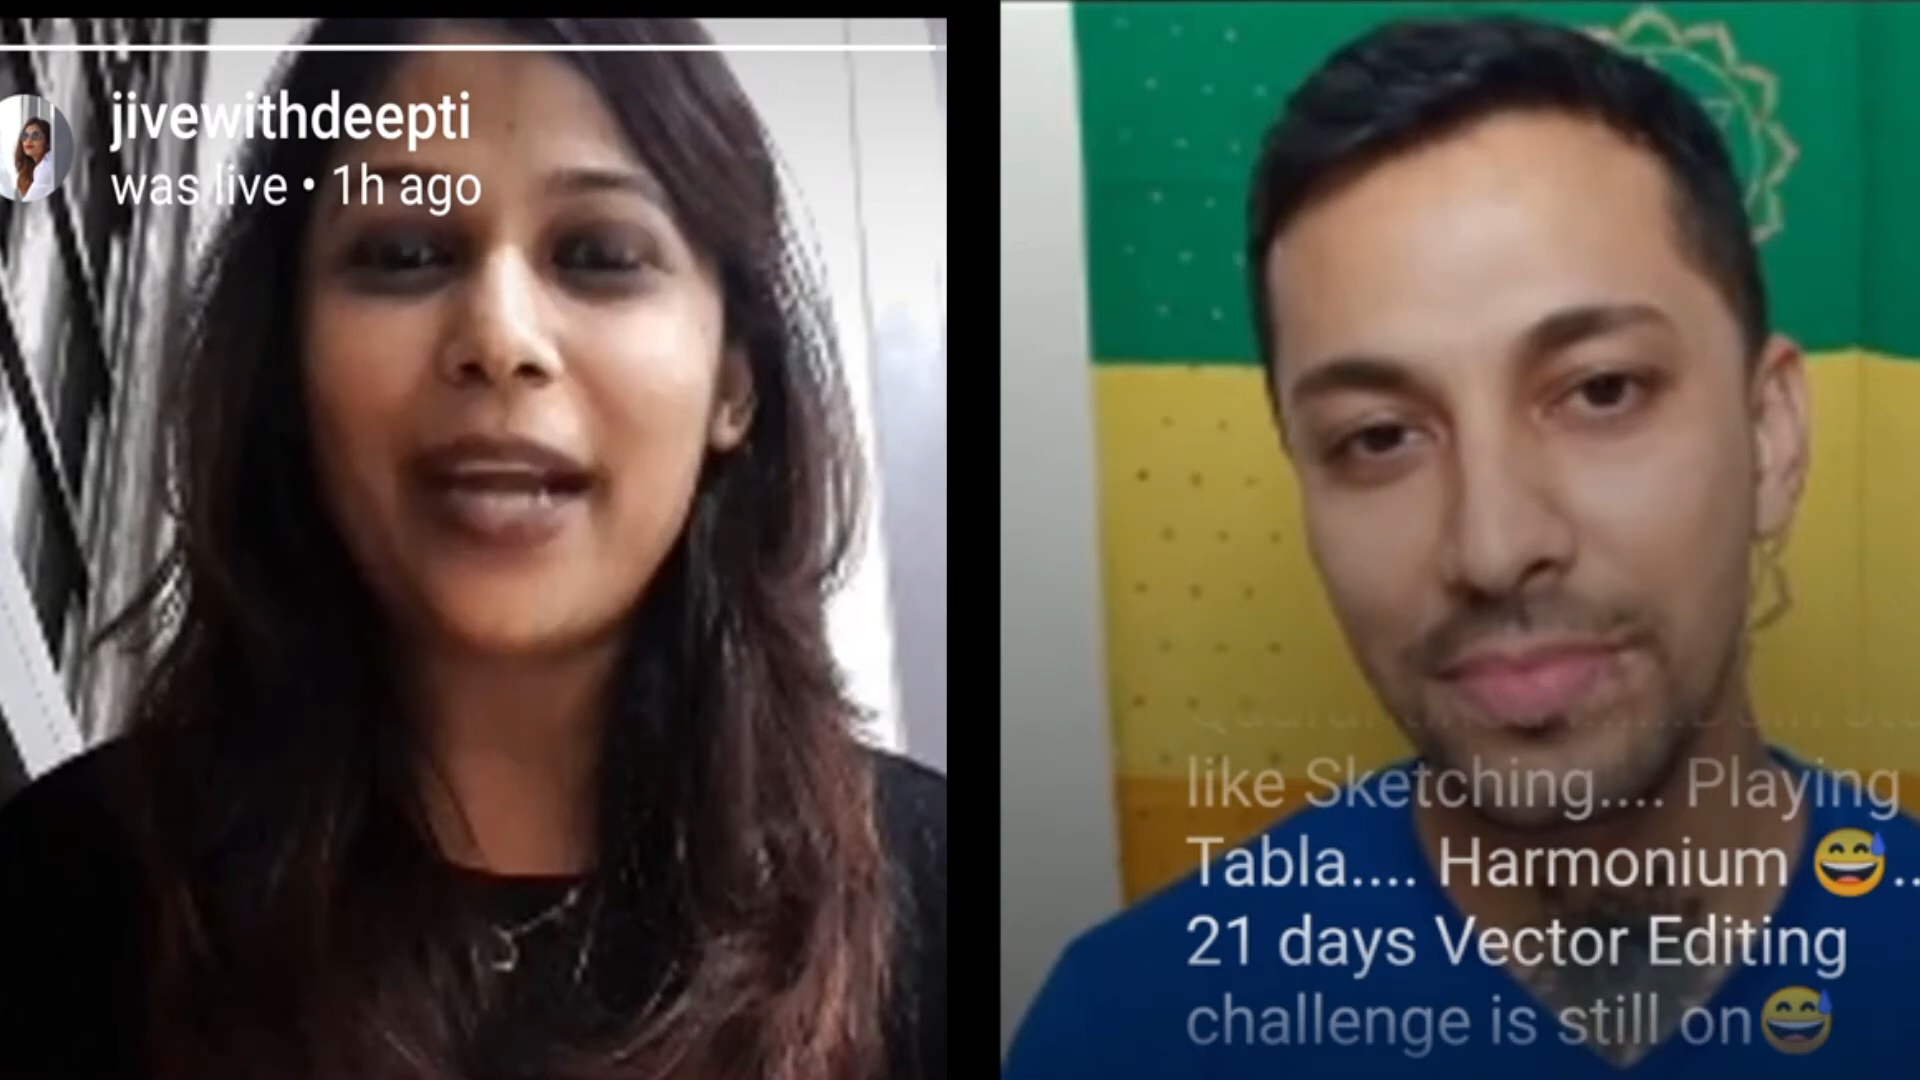 jivewithdeepti
was live • 1h ago
like Sketching.... Playing
Tabla.... Harmonium 😅..
21 days Vector Editing
challenge is still on😅